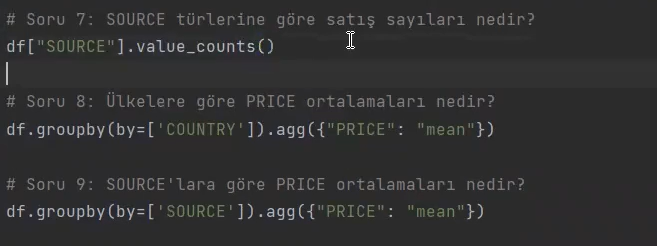 # Soru 7: SOURCE türlerine göre satış sayıları nedir?
df["SOURCE"].value_counts()
# Soru 8: Ülkelere göre PRICE ortalamaları nedir?
df.groupby(by=['COUNTRY']).agg({"PRICE": "mean"})
# Soru 9: SOURCE'lara göre PRICE ortalamaları nedir?
df.groupby(by=['SOURCE']).agg({"PRICE": "mean"})